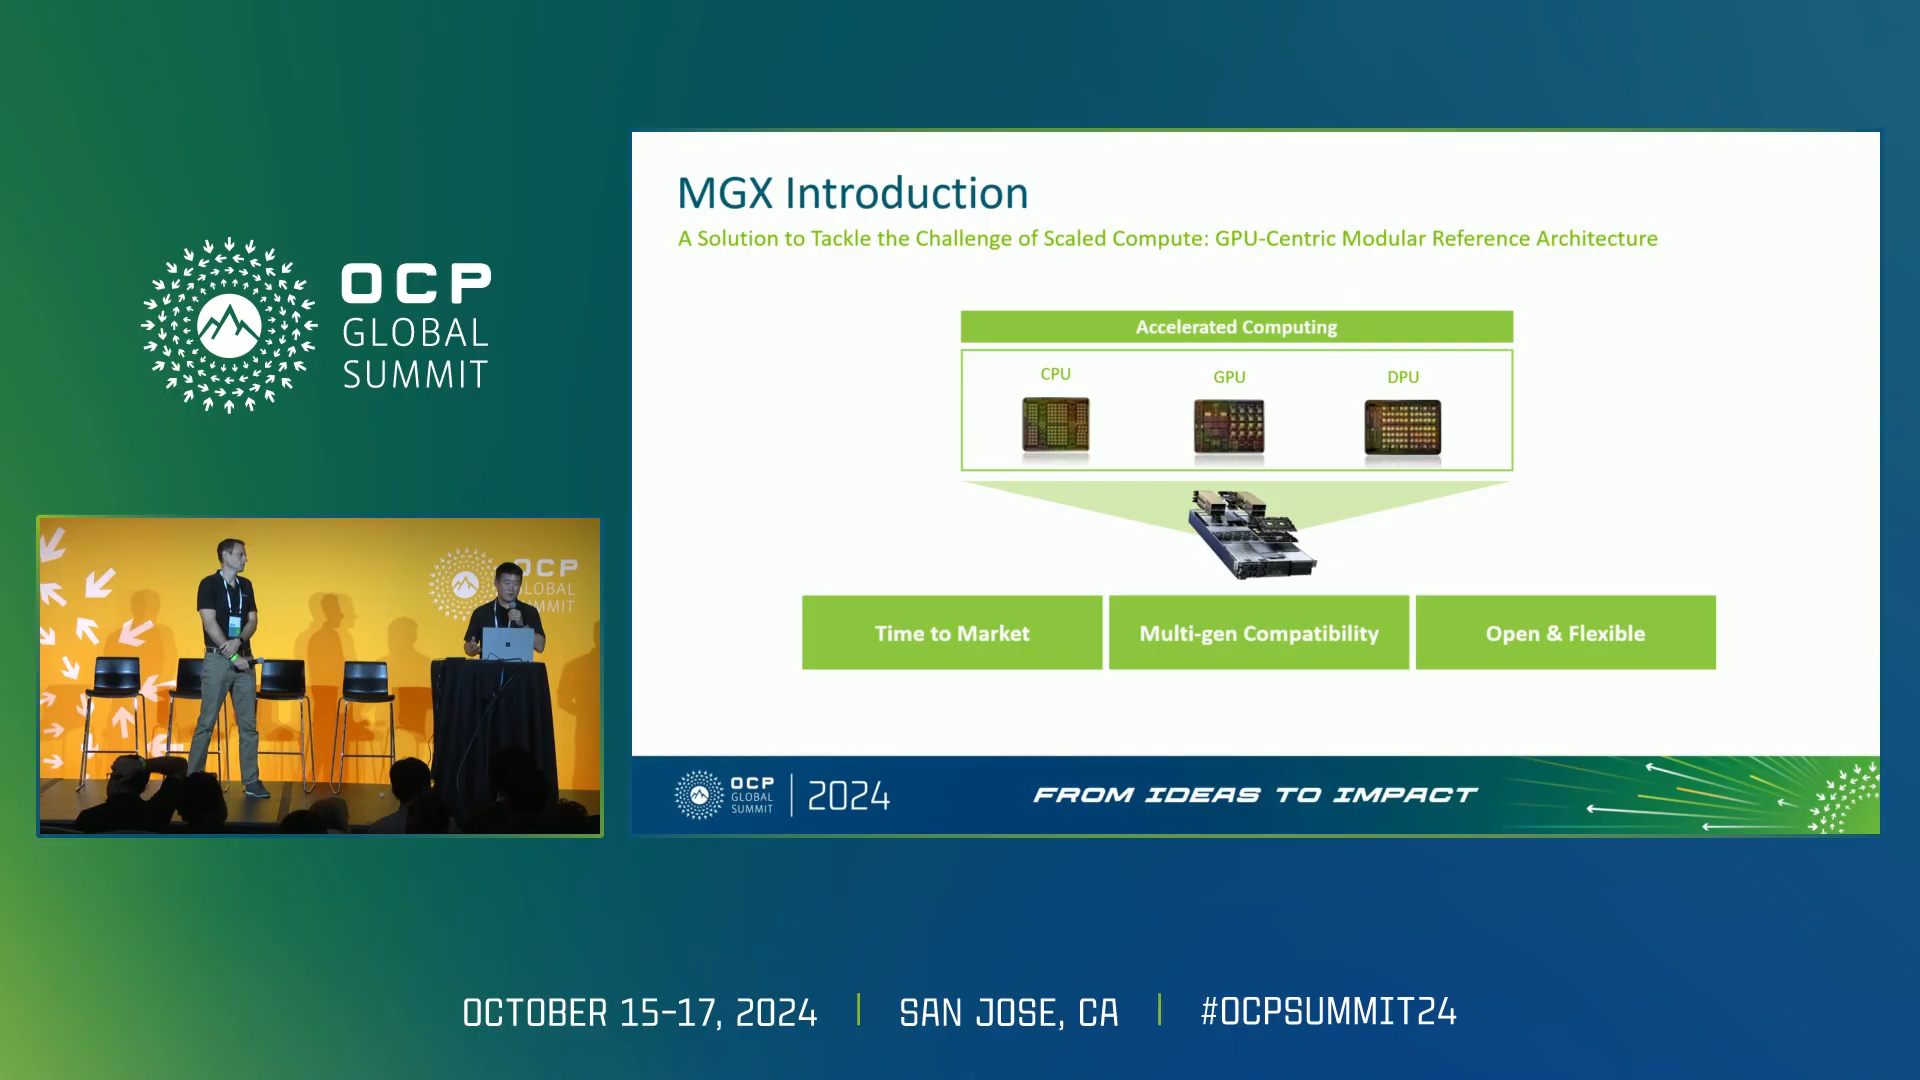 OCP
GLOBAL
SUMMIT
MGX Introduction
A Solution to Tackle the Challenge of Scaled Compute: GPU-Centric Modular Reference Architecture
Accelerated Computing
CPU
GPU
DPU
Time to Market
Multi-gen Compatibility
Open & Flexible
OCP
GLOBAL
SUMMIT
2024
FROM IDEAS TO IMPACT
OCTOBER 15-17, 2024
SAN JOSE, CA
#OCPSUMMIT24